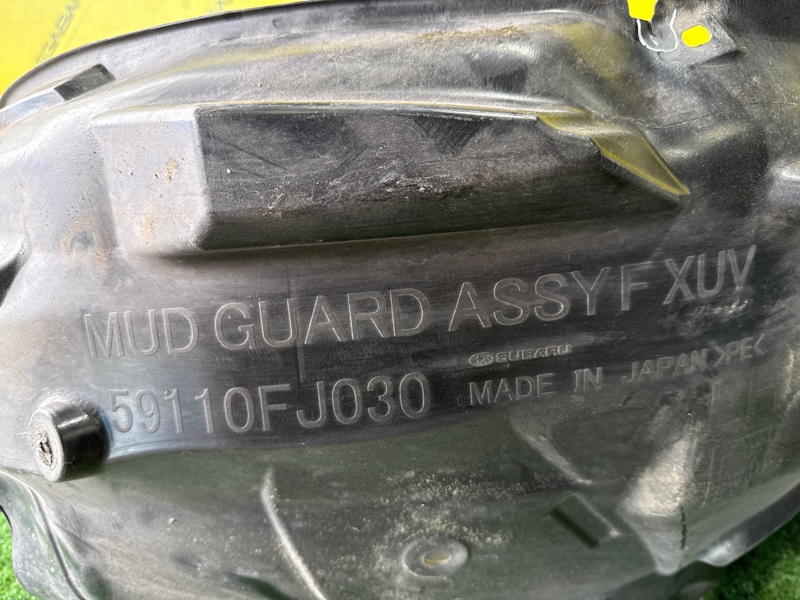 MUD GUARD ASSY F XUV
SUBARU
59110FJ030
MADE IN JAPAN >PE<